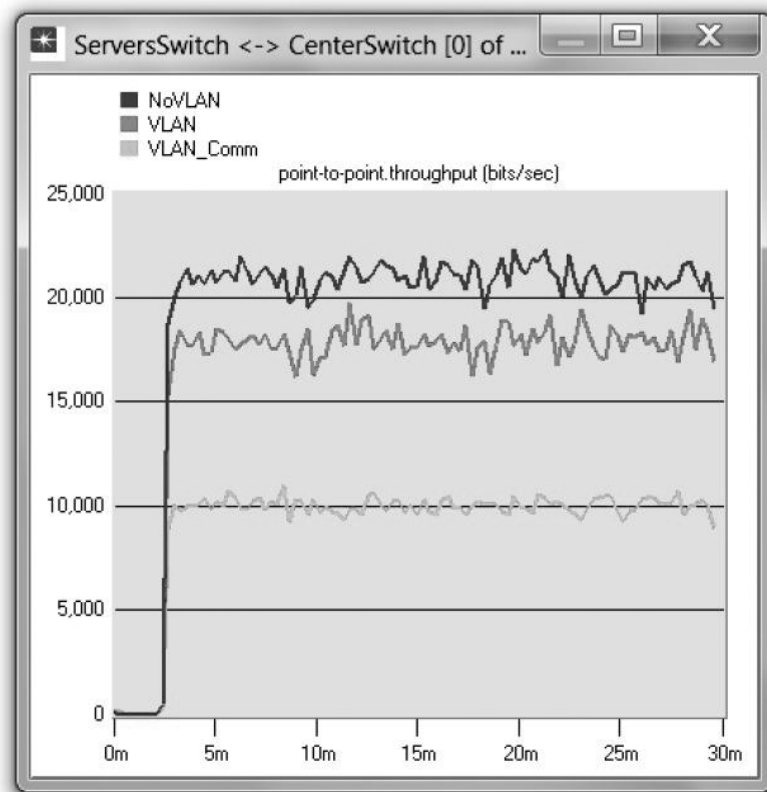 ServersSwitch <-> CenterSwitch [0] of ...
NoVLAN
VLAN
VLAN_Comm
point-to-point.throughput (bits/sec)
25,000
20,000
15,000
10,000
5,000
0
0m 5m 10m 15m 20m 25m 30m